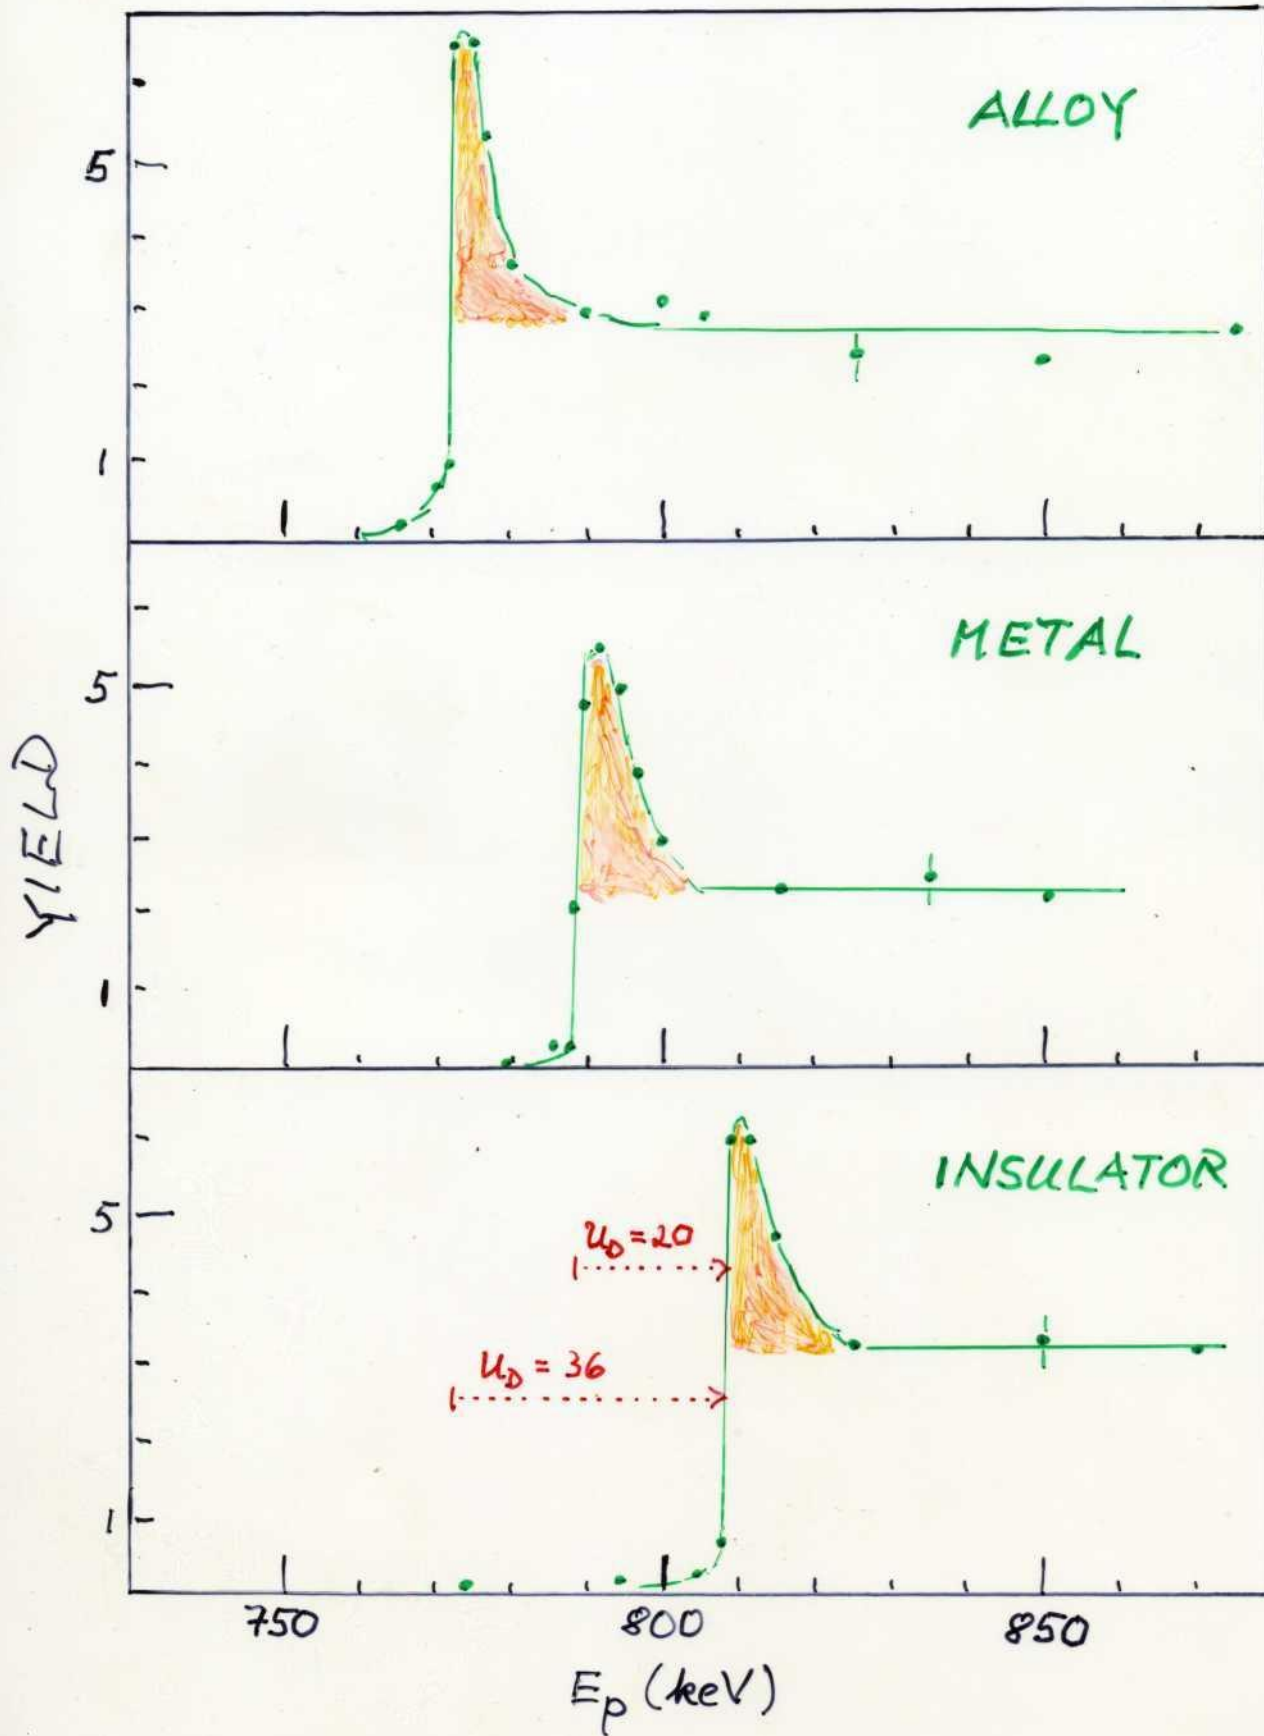 ALLOY
5
1
METAL
5
YIELD
1
INSULATOR
5
U_D = 20
U_D = 36
1
750 800 850
E_p (keV)